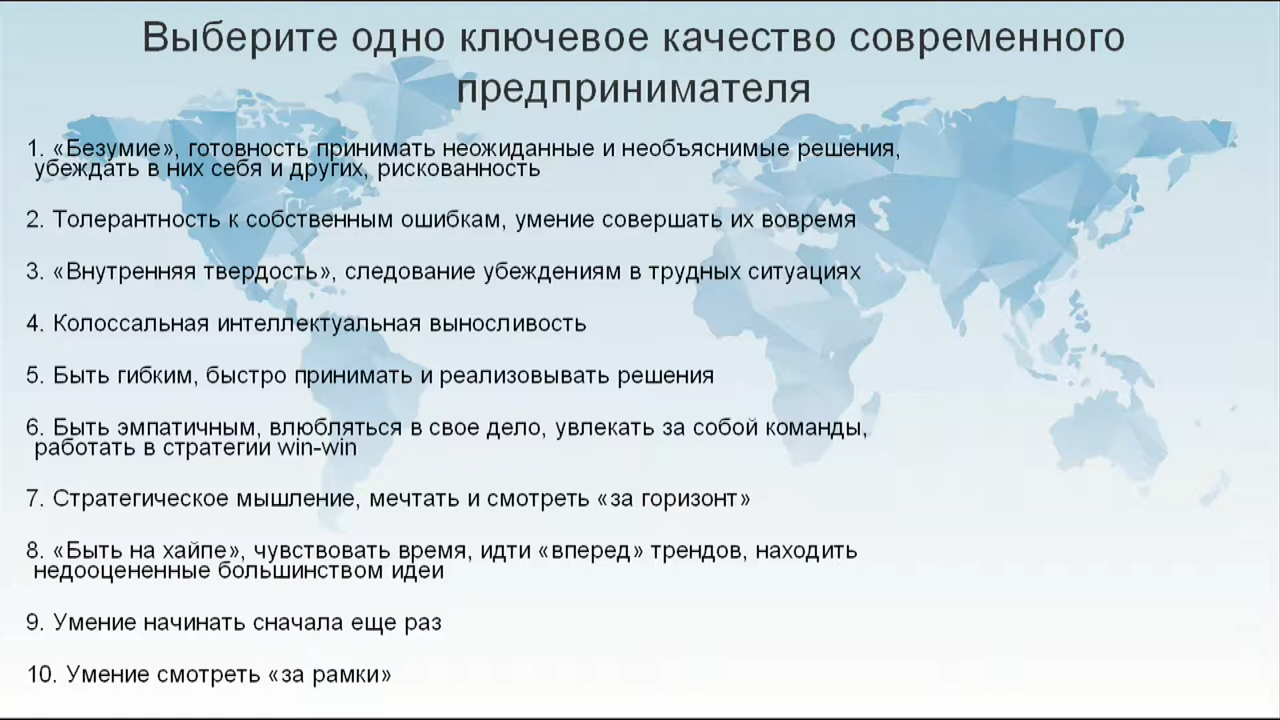 Выберите одно ключевое качество современного
предпринимателя
1. «Безумие», готовность принимать неожиданные и необъяснимые решения,
убеждать в них себя и других, рискованность
2. Толерантность к собственным ошибкам, умение совершать их вовремя
3. «Внутренняя твердость», следование убеждениям в трудных ситуациях
4. Колоссальная интеллектуальная выносливость
5. Быть гибким, быстро принимать и реализовывать решения
6. Быть эмпатичным, влюбляться в свое дело, увлекать за собой команды,
работать в стратегии win-win
7. Стратегическое мышление, мечтать и смотреть «за горизонт»
8. «Быть на хайпе», чувствовать время, идти «вперед» трендов, находить
недооцененные большинством идеи
9. Умение начинать сначала еще раз
10. Умение смотреть «за рамки»